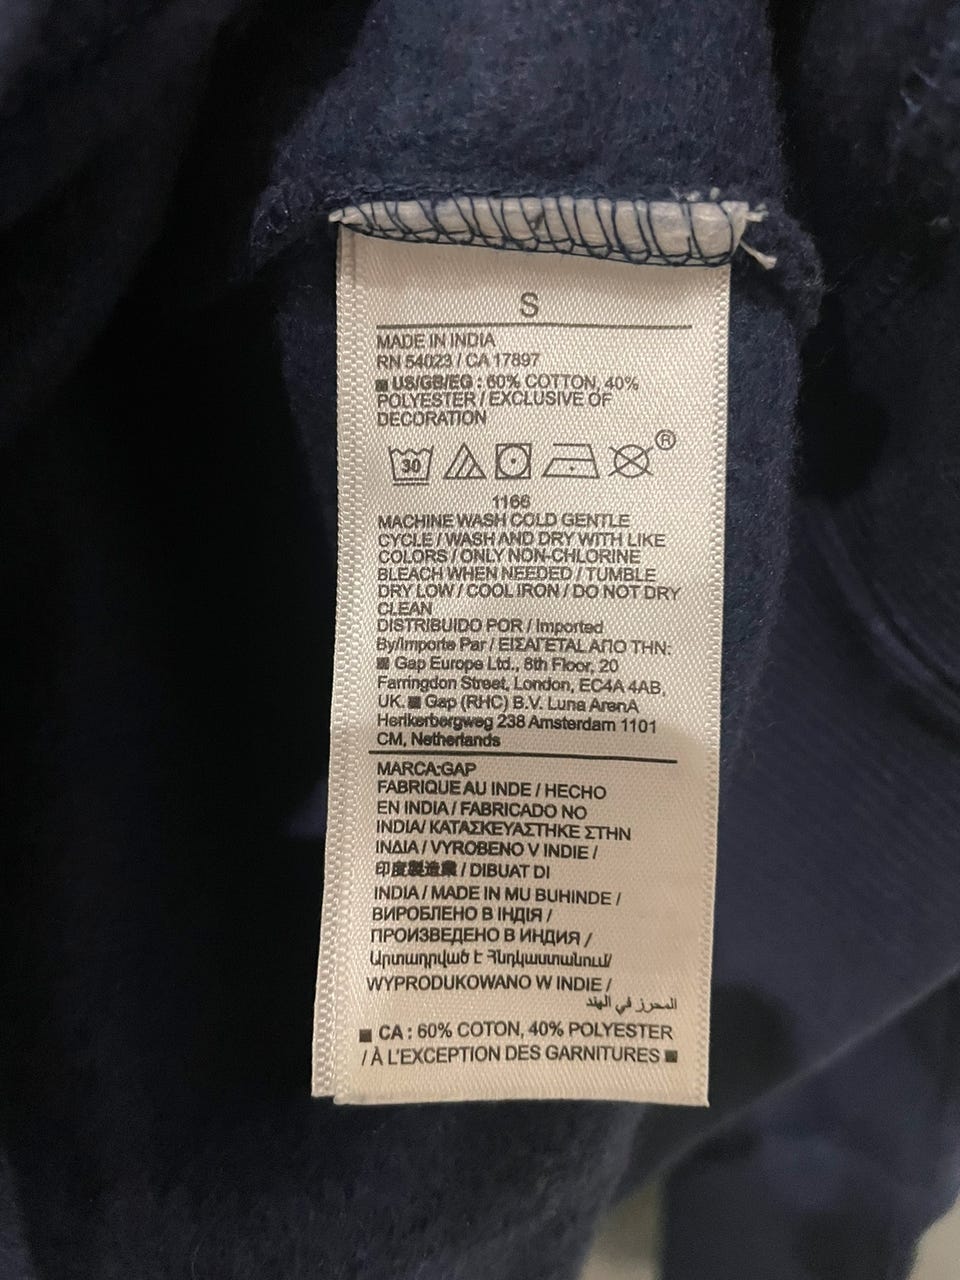 S
MADE IN INDIA
RN 54023 / CA 17897
US/GB/EG : 60% COTTON, 40%
POLYESTER / EXCLUSIVE OF
DECORATION
30
®
1166
MACHINE WASH COLD GENTLE
CYCLE / WASH AND DRY WITH LIKE
COLORS / ONLY NON-CHLORINE
BLEACH WHEN NEEDED / TUMBLE
DRY LOW / COOL IRON / DO NOT DRY
CLEAN
DISTRIBUIDO POR / Imported
By/Importe Par / ΕΙΣΑΓΕΤΑΙ ΑΠΟ ΤΗΝ:
Gap Europe Ltd., 8th Floor, 20
Farringdon Street, London, EC4A 4AB,
UK. Gap (RHC) B.V. Luna ArenA
Herikerbergweg 238 Amsterdam 1101
CM, Netherlands
MARCA:GAP
FABRIQUE AU INDE / HECHO
EN INDIA / FABRICADO NO
INDIA/ ΚΑΤΑΣΚΕΥΑΣΤΗΚΕ ΣΤΗΝ
ΙΝΔΙΑ / VYROBENO V INDIE /
印度製造業 / DIBUAT DI
INDIA / MADE IN MU BUHINDE /
ВИРОБЛЕНО В ІНДІЯ /
ПРОИЗВЕДЕНО В ИНДИЯ /
Արտադրված է Հնդկաստանում/
WYPRODUKOWANO W INDIE /
المحرز في الهند
CA : 60% COTON, 40% POLYESTER
/ À L'EXCEPTION DES GARNITURES